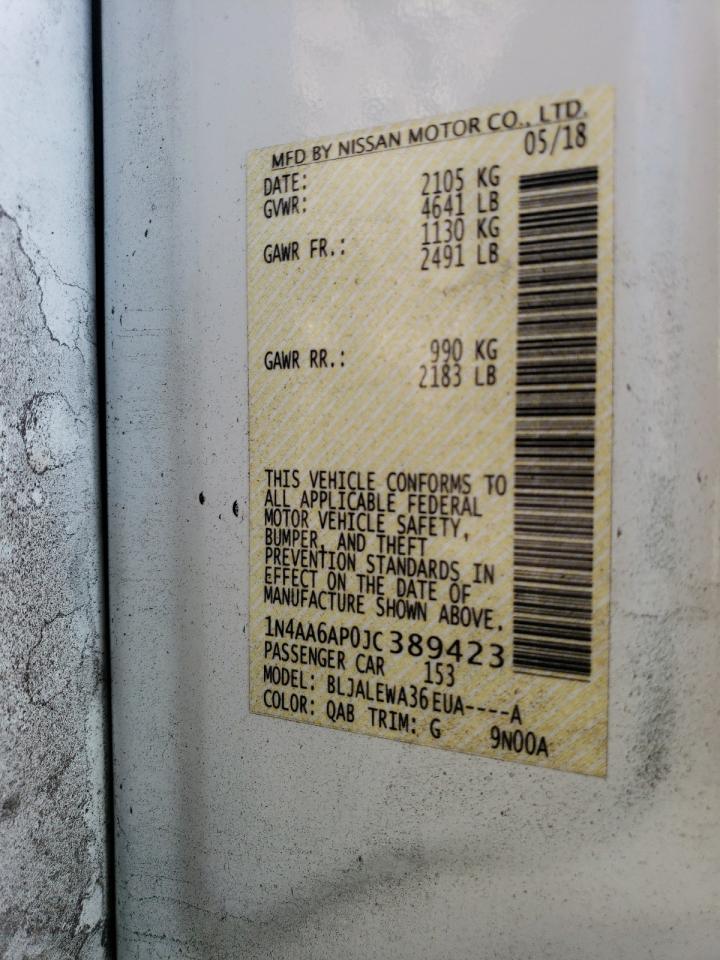 MFD BY NISSAN MOTOR CO., LTD.
DATE: 05/18
GVWR: 2105 KG
4641 LB
GAWR FR.: 1130 KG
2491 LB
GAWR RR.: 990 KG
2183 LB
THIS VEHICLE CONFORMS TO
ALL APPLICABLE FEDERAL
MOTOR VEHICLE SAFETY,
BUMPER, AND THEFT
PREVENTION STANDARDS IN
EFFECT ON THE DATE OF
MANUFACTURE SHOWN ABOVE.
1N4AA6AP0JC389423
PASSENGER CAR 153
MODEL: BLJALEWA36EUA----A
COLOR: QAB TRIM: G 9N00A